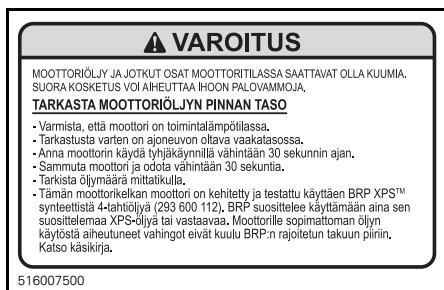 VAROITUS
MOOTTORIÖLJY JA JOTKUT OSAT MOOTTORITILASSA SAATTAVAT OLLA KUUMIA.
SUORA KOSKETUS VOI AIHEUTTAA IHOON PALOVAMMOJA.
TARKASTA MOOTTORIÖLJYN PINNAN TASO
- Varmista, että moottori on toimintalämpötilassa.
- Tarkastusta varten on ajoneuvon oltava vaakatasossa.
- Anna moottorin käydä tyhjäkäynnillä vähintään 30 sekunnin ajan.
- Sammuta moottori ja odota vähintään 30 sekuntia.
- Tarkista öljymäärä mittatikulla.
- Tämän moottorikelkan moottori on kehitetty ja testattu käyttäen BRP XPS™
synteettistä 4-tahtiöljyä (293 600 112). BRP suosittelee käyttämään aina sen
suosittelemaa XPS-öljyä tai vastaavaa. Moottorille sopimattoman öljyn
käytöstä aiheutuneet vahingot eivät kuulu BRP:n rajoitetun takuun piiriin.
Katso käsikirja.
516007500